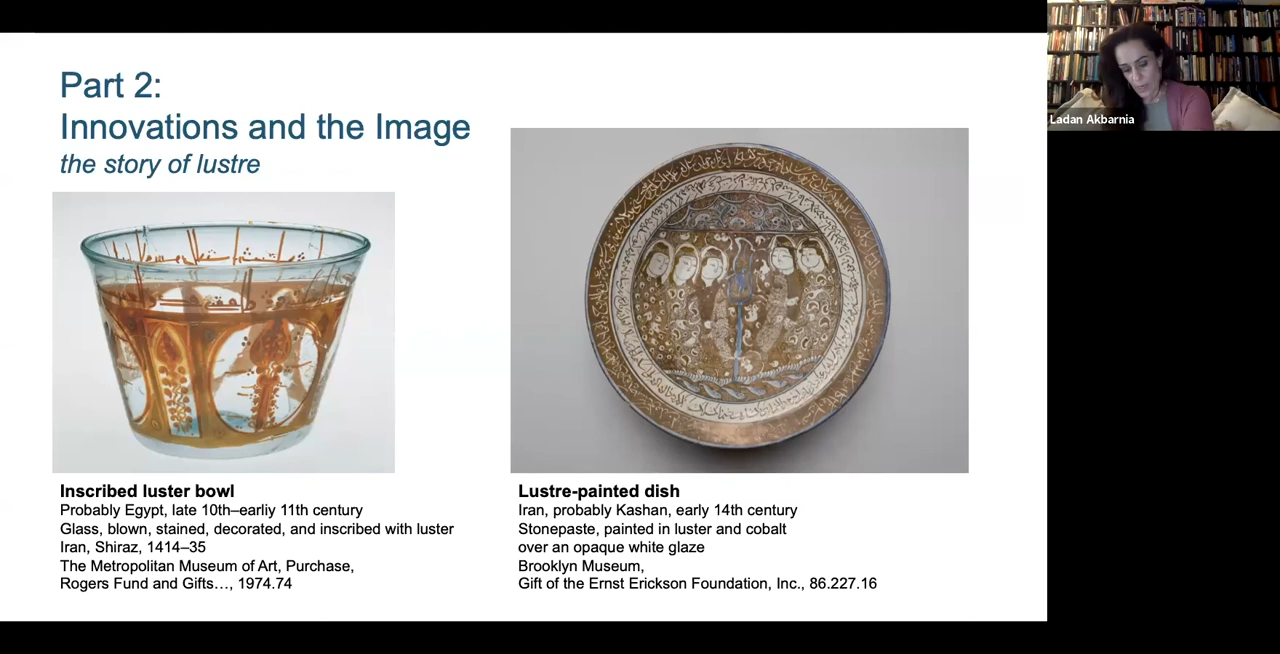 Part 2:
Innovations and the Image
the story of lustre
Inscribed luster bowl
Probably Egypt, late 10th–earliy 11th century
Glass, blown, stained, decorated, and inscribed with luster
Iran, Shiraz, 1414–35
The Metropolitan Museum of Art, Purchase,
Rogers Fund and Gifts…, 1974.74
Lustre-painted dish
Iran, probably Kashan, early 14th century
Stonepaste, painted in luster and cobalt
over an opaque white glaze
Brooklyn Museum,
Gift of the Ernst Erickson Foundation, Inc., 86.227.16
Ladan Akbarnia